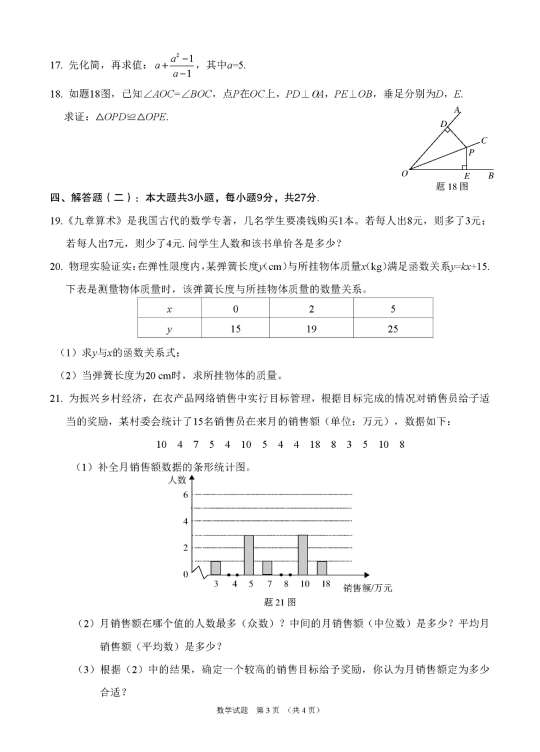 17. 先化简，再求值：a+(a²−1)/(a−1)，其中a=5.
18. 如题18图，已知∠AOC=∠BOC，点P在OC上，PD⊥OA，PE⊥OB，垂足分别为D，E.
求证：△OPD≌△OPE.
A
D
C
P
O
E
B
题 18 图
四、解答题（二）：本大题共3小题，每小题9分，共27分.
19.《九章算术》是我国古代的数学专著，几名学生要凑钱购买1本。若每人出8元，则多了3元；
若每人出7元，则少了4元. 问学生人数和该书单价各是多少？
20. 物理实验证实：在弹性限度内，某弹簧长度y(cm)与所挂物体质量x(kg)满足函数关系y=kx+15.
下表是测量物体质量时，该弹簧长度与所挂物体质量的数量关系。
x 0 2 5
y 15 19 25
（1）求y与x的函数关系式；
（2）当弹簧长度为20 cm时，求所挂物体的质量。
21. 为振兴乡村经济，在农产品网络销售中实行目标管理，根据目标完成的情况对销售员给予适
当的奖励，某村委会统计了15名销售员在来月的销售额（单位：万元），数据如下：
10 4 7 5 4 10 5 4 4 18 8 3 5 10 8
（1）补全月销售额数据的条形统计图。
人数
6
4
2
0
3 4 5 7 8 10 18 销售额/万元
题 21 图
（2）月销售额在哪个值的人数最多（众数）？中间的月销售额（中位数）是多少？平均月
销售额（平均数）是多少？
（3）根据（2）中的结果，确定一个较高的销售目标给予奖励，你认为月销售额定为多少
合适？
数学试题 第 3 页 （共 4 页）